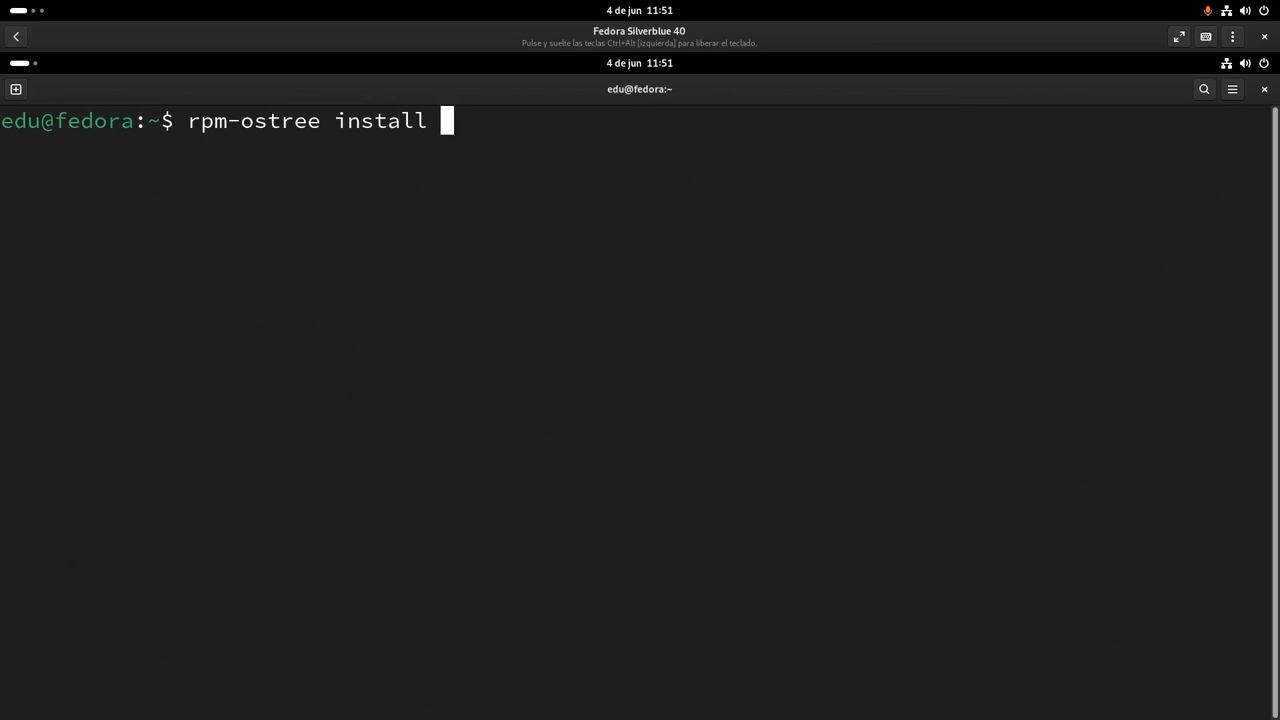 4 de jun 11:51
Fedora Silverblue 40
Pulse y suelte las teclas Ctrl+Alt [izquierda] para liberar el teclado.
4 de jun 11:51
edu@fedora:~
edu@fedora:~$ rpm-ostree install